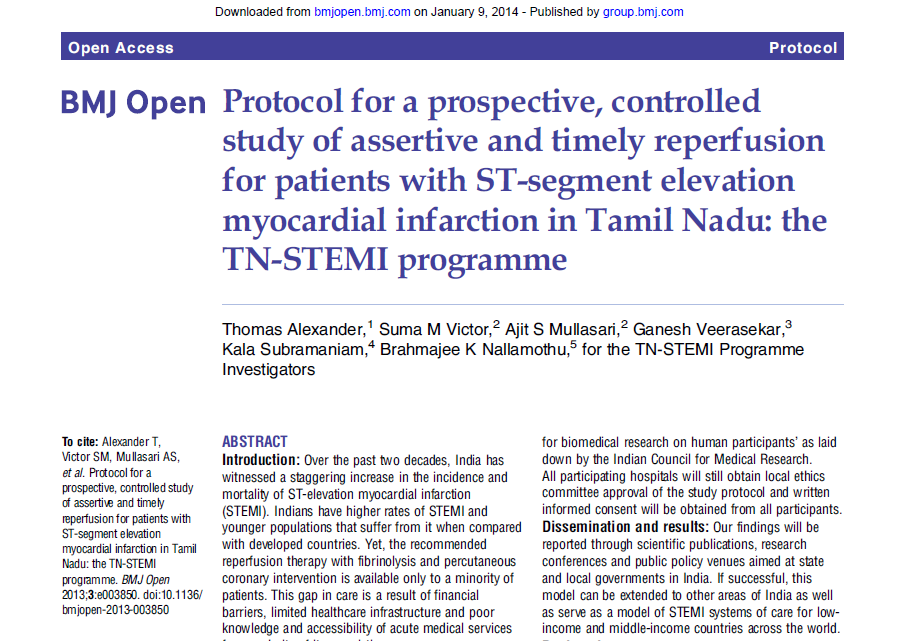 Downloaded from bmjopen.bmj.com on January 9, 2014 - Published by group.bmj.com
Open Access
Protocol
BMJ Open
Protocol for a prospective, controlled
study of assertive and timely reperfusion
for patients with ST-segment elevation
myocardial infarction in Tamil Nadu: the
TN-STEMI programme
Thomas Alexander,1 Suma M Victor,2 Ajit S Mullasari,2 Ganesh Veerasekar,3
Kala Subramaniam,4 Brahmajee K Nallamothu,5 for the TN-STEMI Programme
Investigators
To cite: Alexander T,
Victor SM, Mullasari AS,
et al. Protocol for a
prospective, controlled study
of assertive and timely
reperfusion for patients with
ST-segment elevation
myocardial infarction in Tamil
Nadu: the TN-STEMI
programme. BMJ Open
2013;3:e003850. doi:10.1136/
bmjopen-2013-003850
ABSTRACT
Introduction: Over the past two decades, India has
witnessed a staggering increase in the incidence and
mortality of ST-elevation myocardial infarction
(STEMI). Indians have higher rates of STEMI and
younger populations that suffer from it when compared
with developed countries. Yet, the recommended
reperfusion therapy with fibrinolysis and percutaneous
coronary intervention is available only to a minority of
patients. This gap in care is a result of financial
barriers, limited healthcare infrastructure and poor
knowledge and accessibility of acute medical services
for biomedical research on human participants' as laid
down by the Indian Council for Medical Research.
All participating hospitals will still obtain local ethics
committee approval of the study protocol and written
informed consent will be obtained from all participants.
Dissemination and results: Our findings will be
reported through scientific publications, research
conferences and public policy venues aimed at state
and local governments in India. If successful, this
model can be extended to other areas of India as well
as serve as a model of STEMI systems of care for low-
income and middle-income countries across the world.